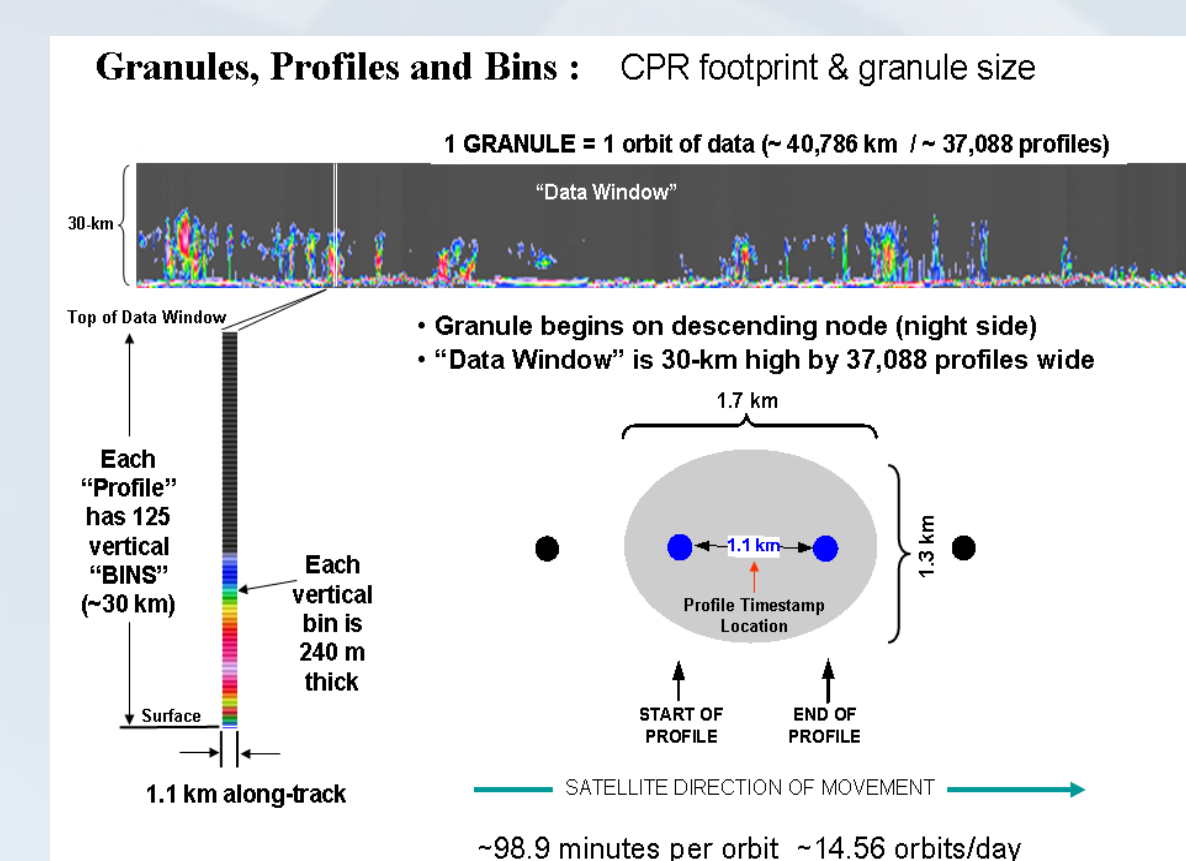 Granules, Profiles and Bins : CPR footprint & granule size
1 GRANULE = 1 orbit of data (~ 40,786 km / ~ 37,088 profiles)
"Data Window"
30-km
Top of Data Window
• Granule begins on descending node (night side)
• "Data Window" is 30-km high by 37,088 profiles wide
Each
"Profile"
has 125
vertical
"BINS"
(~30 km)
Each
vertical
bin is
240 m
thick
Surface
1.1 km along-track
1.7 km
1.1 km
1.3 km
Profile Timestamp
Location
START OF
PROFILE
END OF
PROFILE
SATELLITE DIRECTION OF MOVEMENT
~98.9 minutes per orbit ~14.56 orbits/day